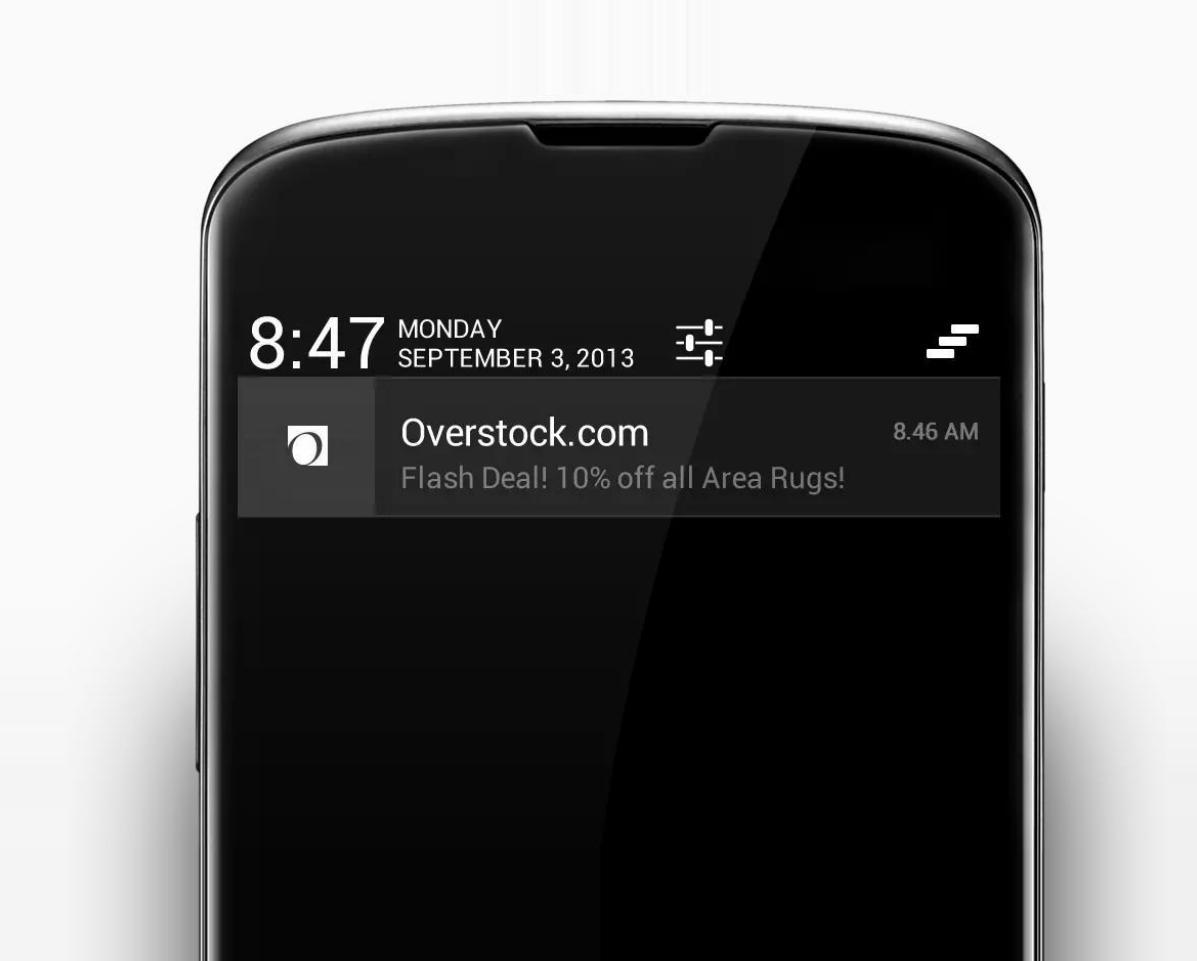 8:47
MONDAY
SEPTEMBER 3, 2013
Overstock.com
8.46 AM
Flash Deal! 10% off all Area Rugs!